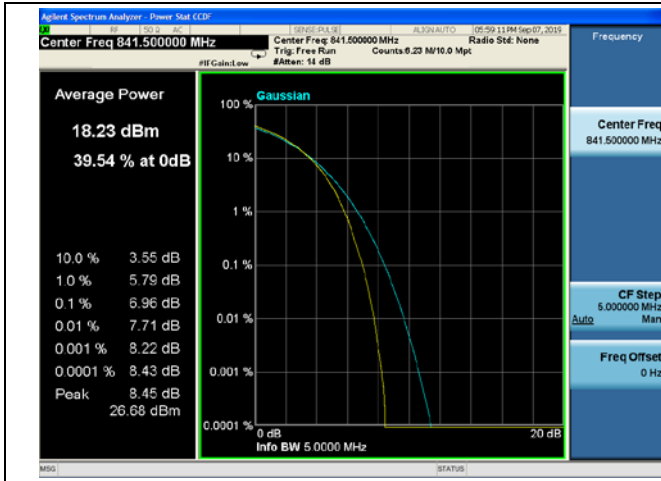 Agilent Spectrum Analyzer - Power Stat CCDF
RF 50 Ω AC SENSE:PULSE ALIGNAUTO 05:59:11 PM Sep 07, 2019
Center Freq 841.500000 MHz
Center Freq: 841.500000 MHz Radio Std: None
Trig: Free Run Counts:6.23 M/10.0 Mpt
#IFGain:Low #Atten: 14 dB
Frequency
Average Power
18.23 dBm
39.54 % at 0dB
10.0 % 3.55 dB
1.0 % 5.79 dB
0.1 % 6.96 dB
0.01 % 7.71 dB
0.001 % 8.22 dB
0.0001 % 8.43 dB
Peak 8.45 dB
26.68 dBm
Gaussian
100 %
10 %
1 %
0.1 %
0.01 %
0.001 %
0.0001 %
0 dB 20 dB
Info BW 5.0000 MHz
Center Freq
841.500000 MHz
CF Step
5.000000 MHz
Auto Man
Freq Offset
0 Hz
MSG STATUS